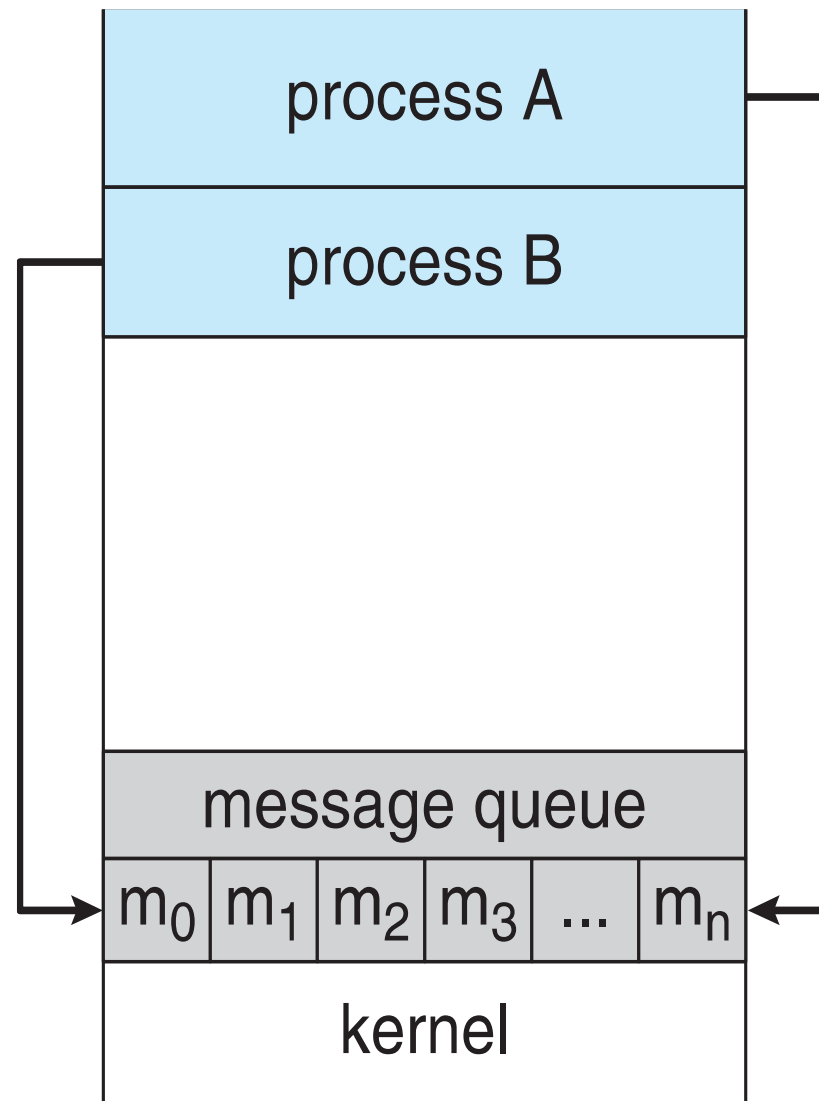 process A
process B
message queue
m₀ m₁ m₂ m₃ ... mₙ
kernel